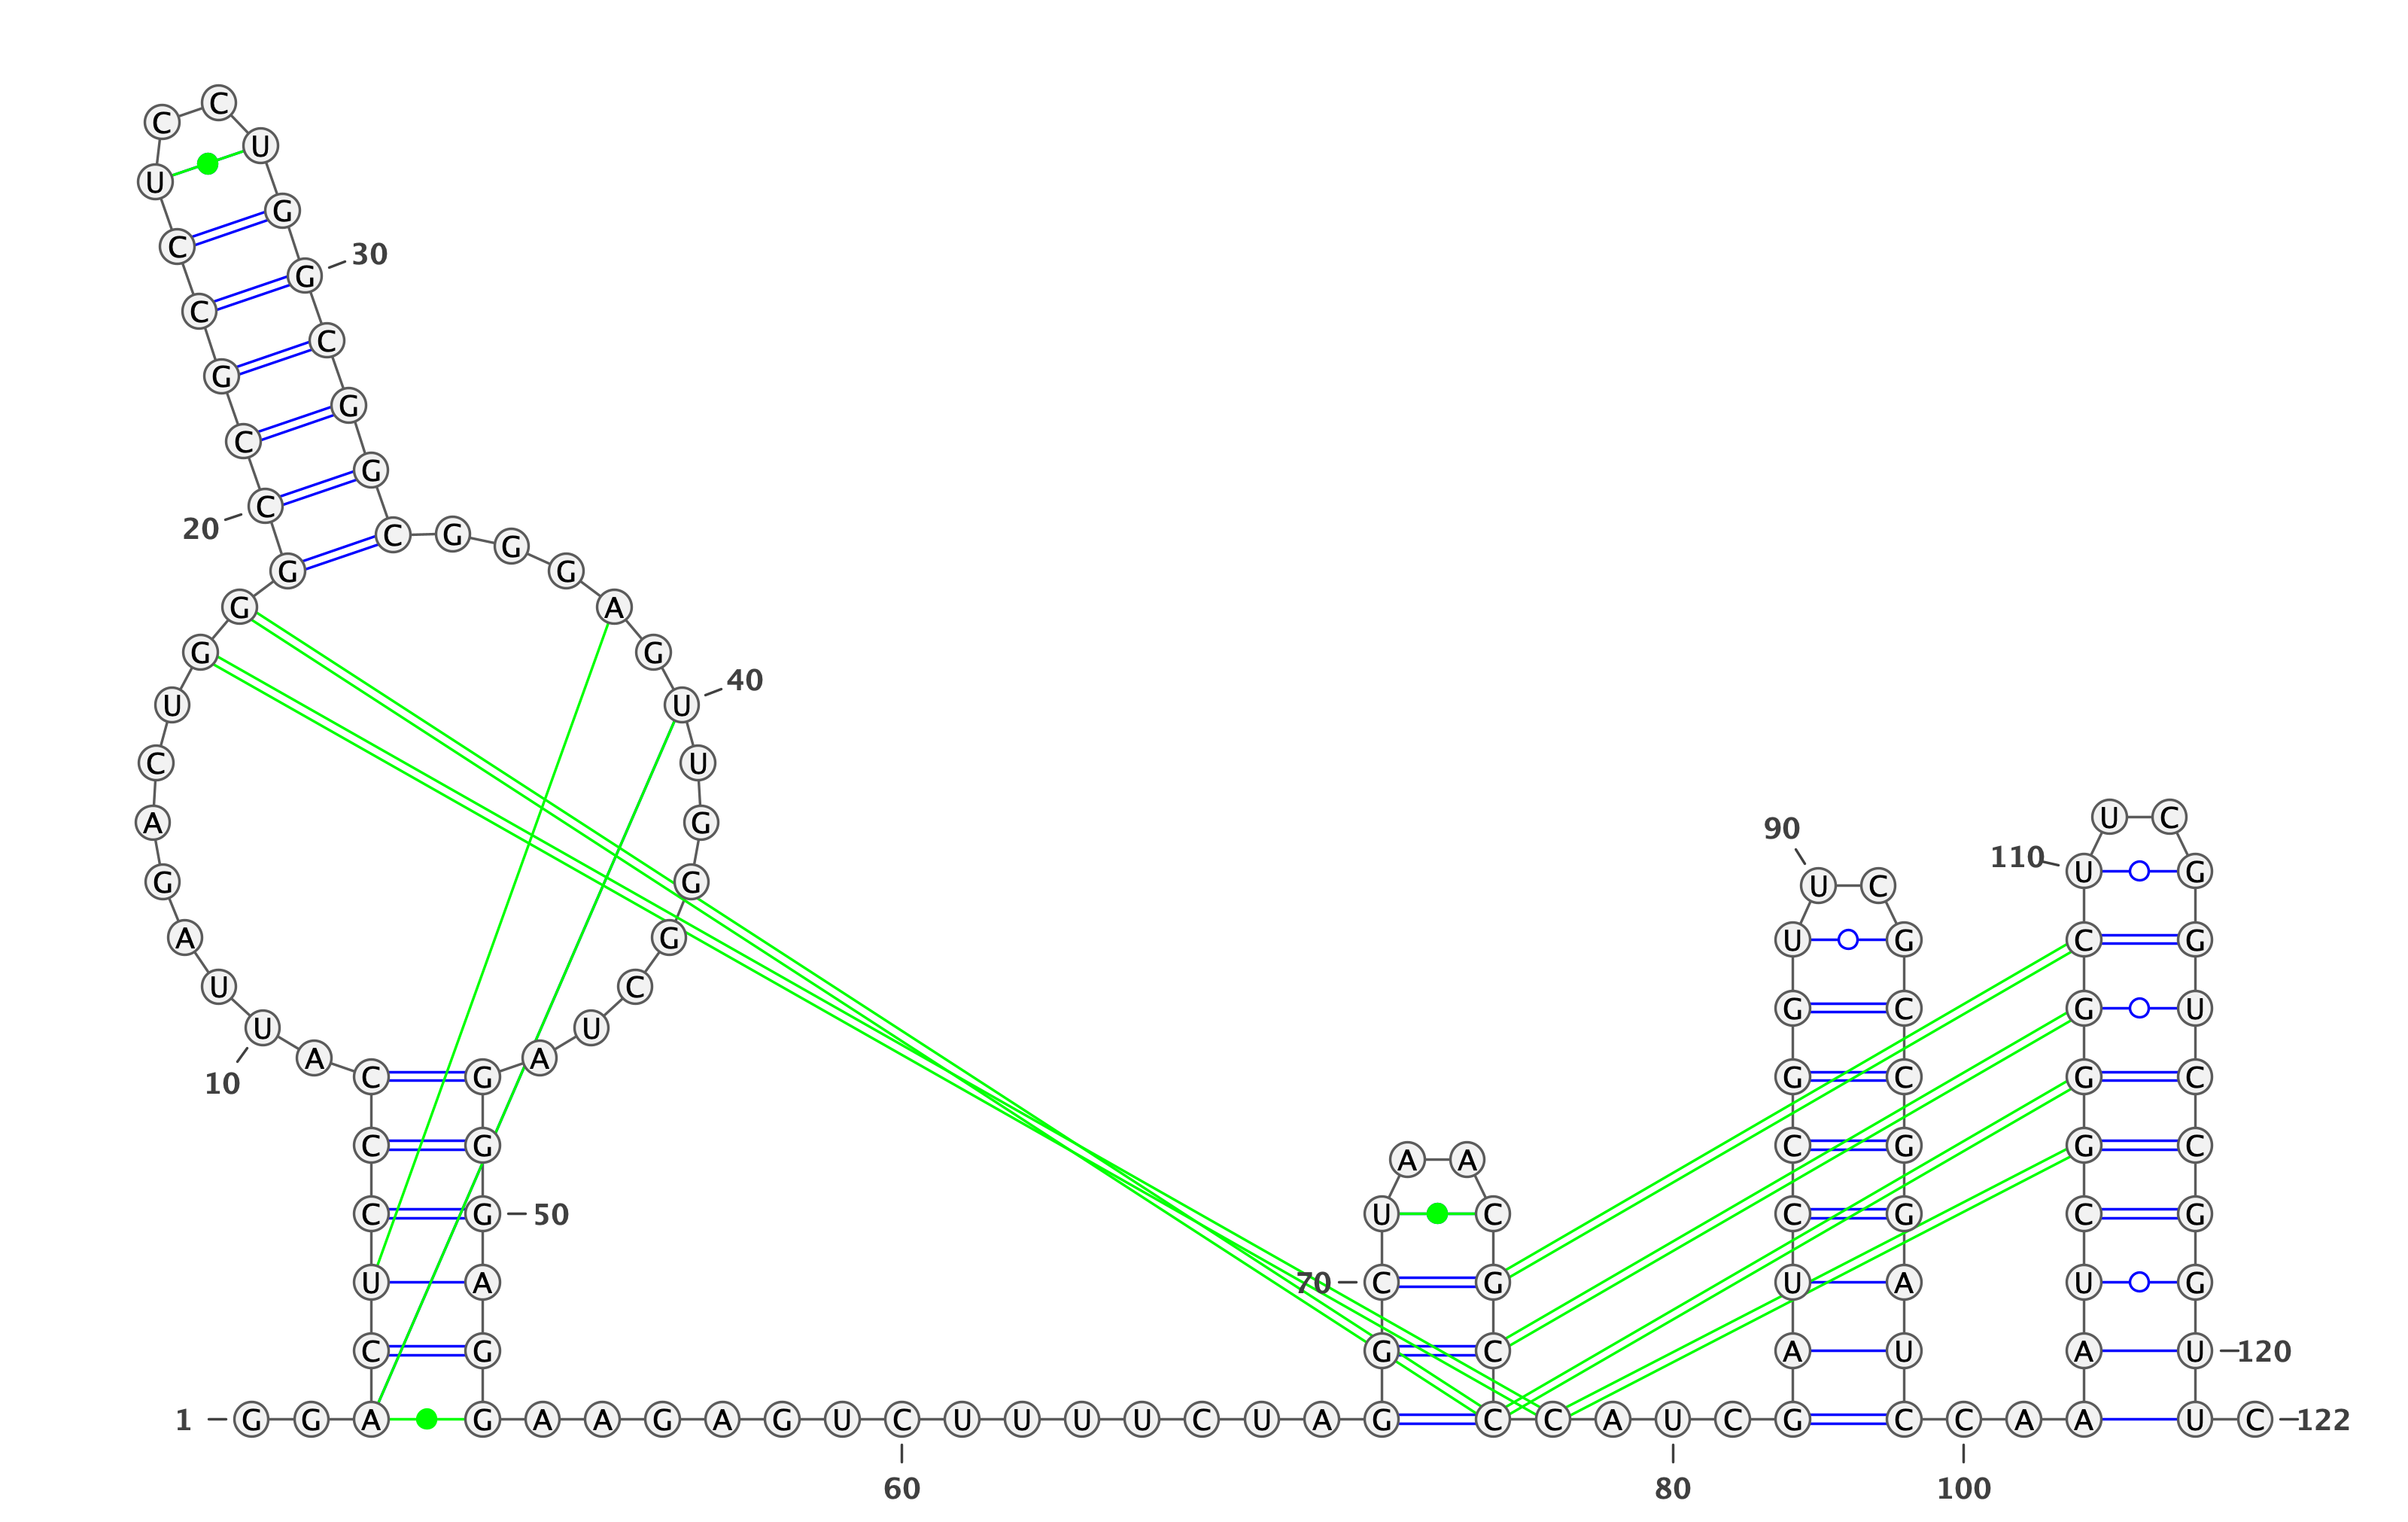 C
C
U
U
G
C 30
G
C
C
G
G
C
G
C
20 C G G
G G
G A
G G
40
U U
C U
A G U C
90
110
U G
G G U C
A G U G C G
U C
G C G U
U U
A A
C G G C G C
10
C G C G G C
A A
C G 50 U C C G C G
U A 70 C G U A U G
C G G C A U A U 120
1 G G A G A A G A G U C U U U U C U A G C C A U C G C C A A U C 122
60 80 100